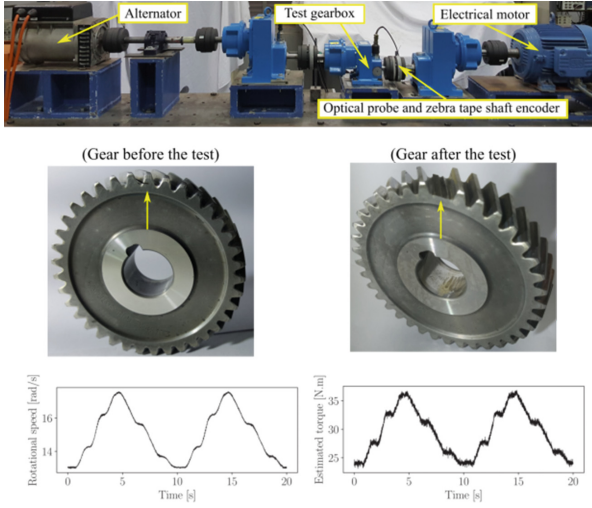 Alternator
Test gearbox
Electrical motor
Optical probe and zebra tape shaft encoder
(Gear before the test)
(Gear after the test)
Rotational speed [rad/s]
16
14
0
5
10
15
20
Time [s]
Estimated torque [N.m]
35
30
25
0
5
10
15
20
Time [s]